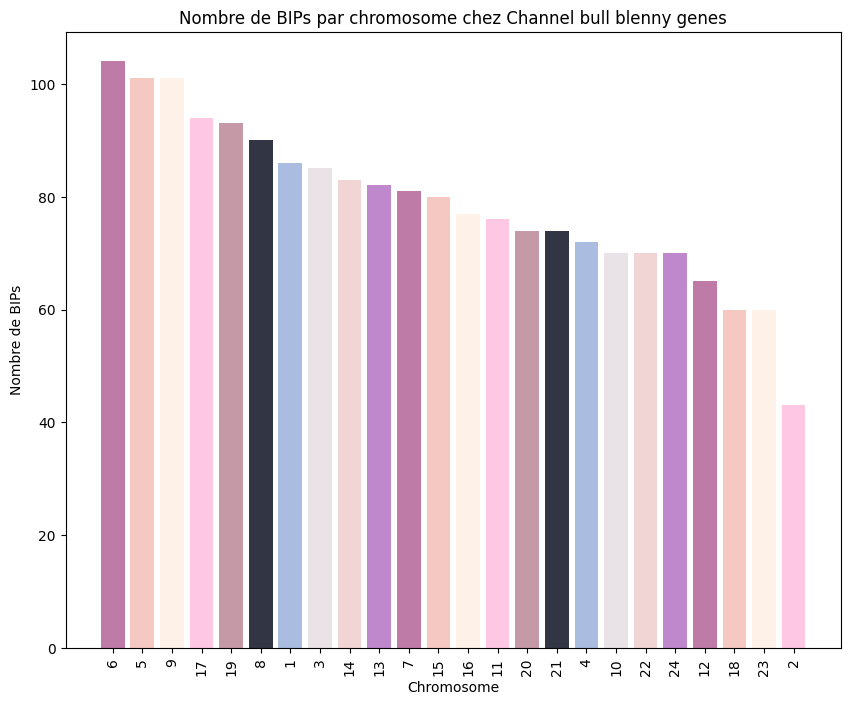 Nombre de BIPs par chromosome chez Channel bull blenny genes
Nombre de BIPs
100
80
60
40
20
0
6 5 9 17 19 8 1 3 14 13 7 15 16 11 20 21 4 10 22 24 12 18 23 2
Chromosome